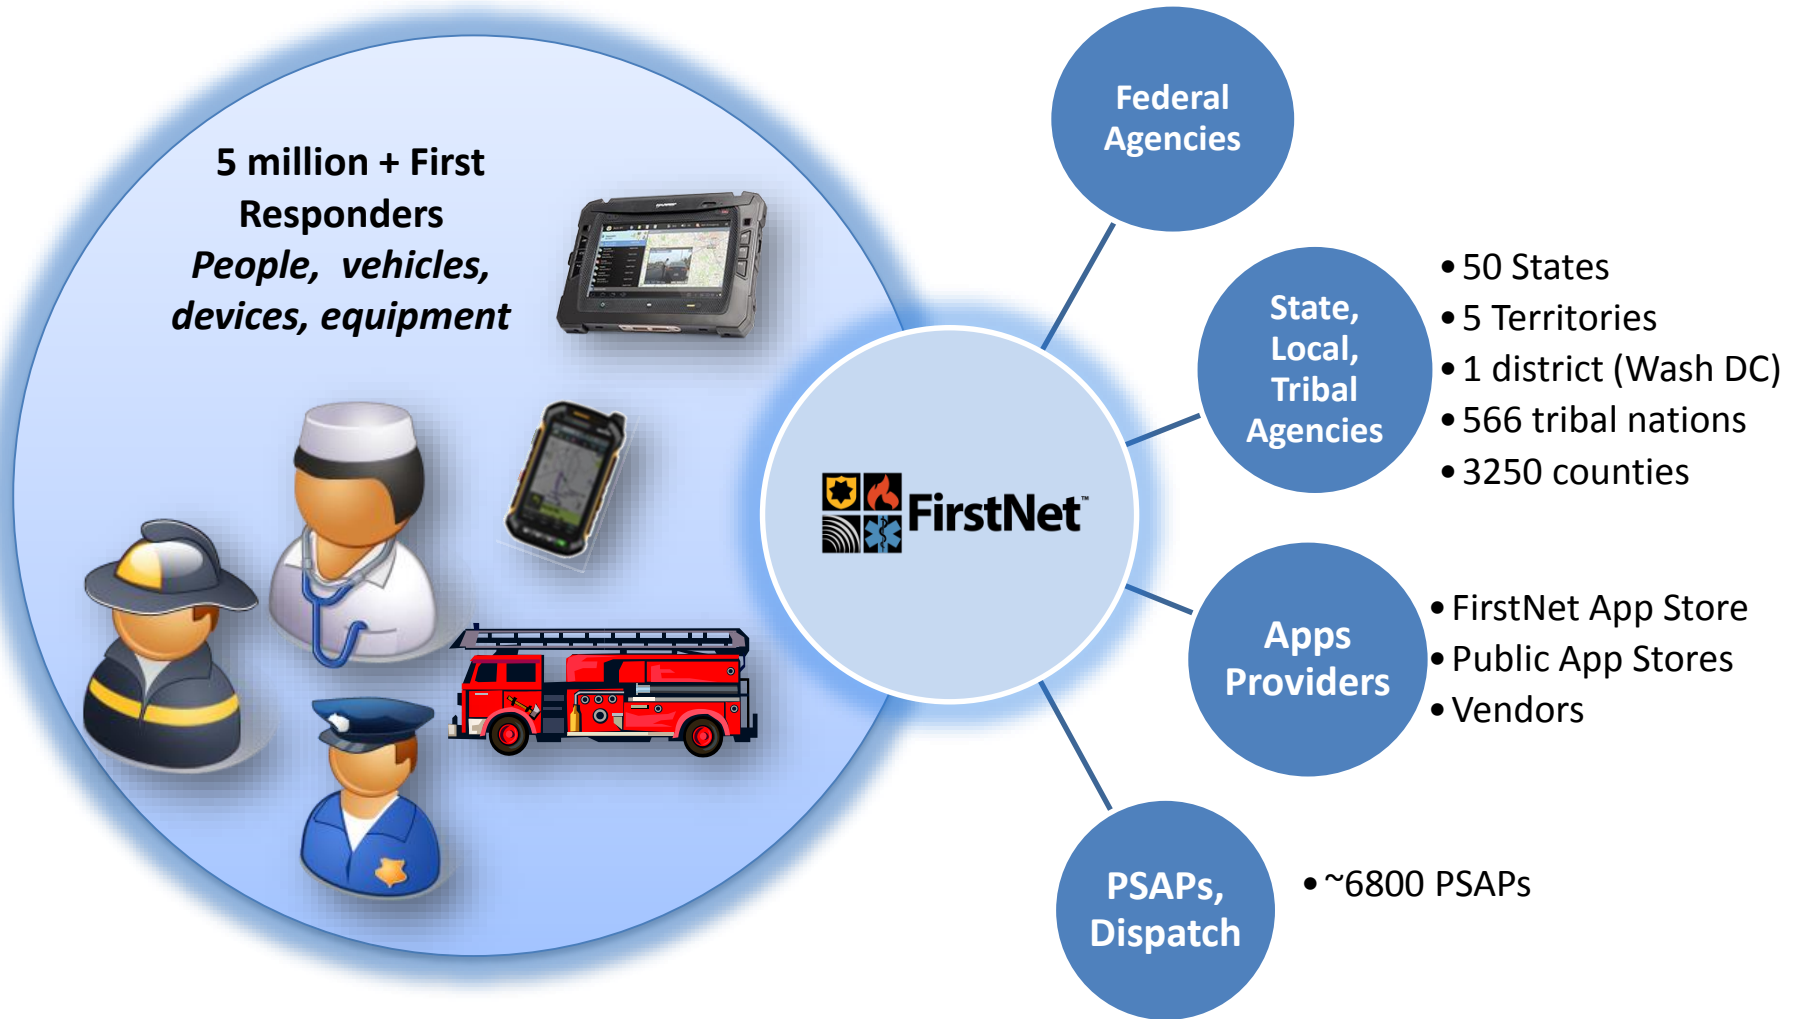 5 million + First
Responders
People, vehicles,
devices, equipment
FirstNet™
Federal
Agencies
State,
Local,
Tribal
Agencies
•50 States
•5 Territories
•1 district (Wash DC)
•566 tribal nations
•3250 counties
Apps
Providers
•FirstNet App Store
•Public App Stores
•Vendors
PSAPs,
Dispatch
•~6800 PSAPs